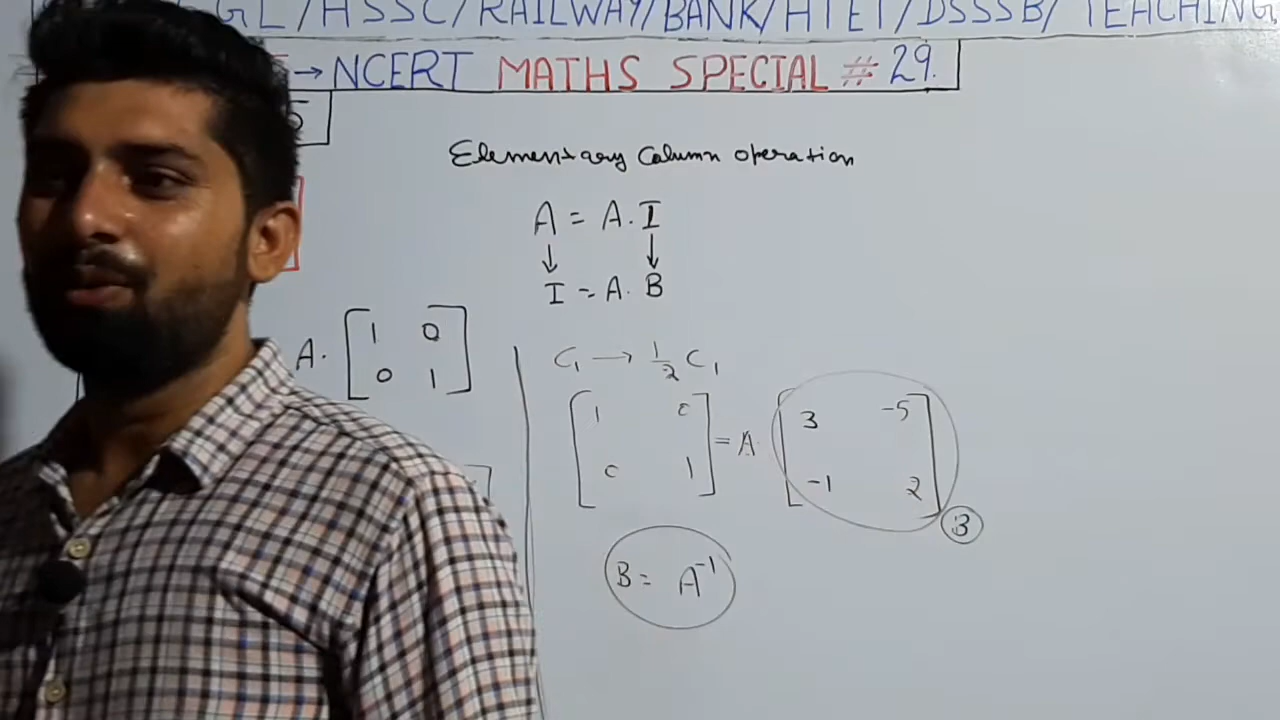 GL/HSSC/RAILWAY/BANK/HTET/DSSSB/TEACHING
→ NCERT MATHS SPECIAL # 29.
5
Elementary Column operation
A = A. I
↓ ↓
I = A. B
A. [1 0
0 1]
C₁ → 1/2 C₁
[1 0
0 1] = A. [3 -5
-1 2] B
B = A⁻¹